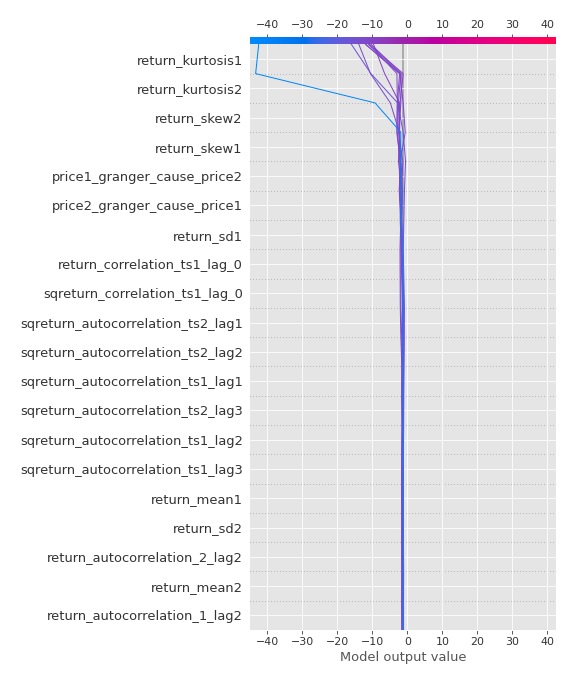 −40 −30 −20 −10 0 10 20 30 40
return_kurtosis1
return_kurtosis2
return_skew2
return_skew1
price1_granger_cause_price2
price2_granger_cause_price1
return_sd1
return_correlation_ts1_lag_0
sqreturn_correlation_ts1_lag_0
sqreturn_autocorrelation_ts2_lag1
sqreturn_autocorrelation_ts2_lag2
sqreturn_autocorrelation_ts1_lag1
sqreturn_autocorrelation_ts2_lag3
sqreturn_autocorrelation_ts1_lag2
sqreturn_autocorrelation_ts1_lag3
return_mean1
return_sd2
return_autocorrelation_2_lag2
return_mean2
return_autocorrelation_1_lag2
−40 −30 −20 −10 0 10 20 30 40
Model output value